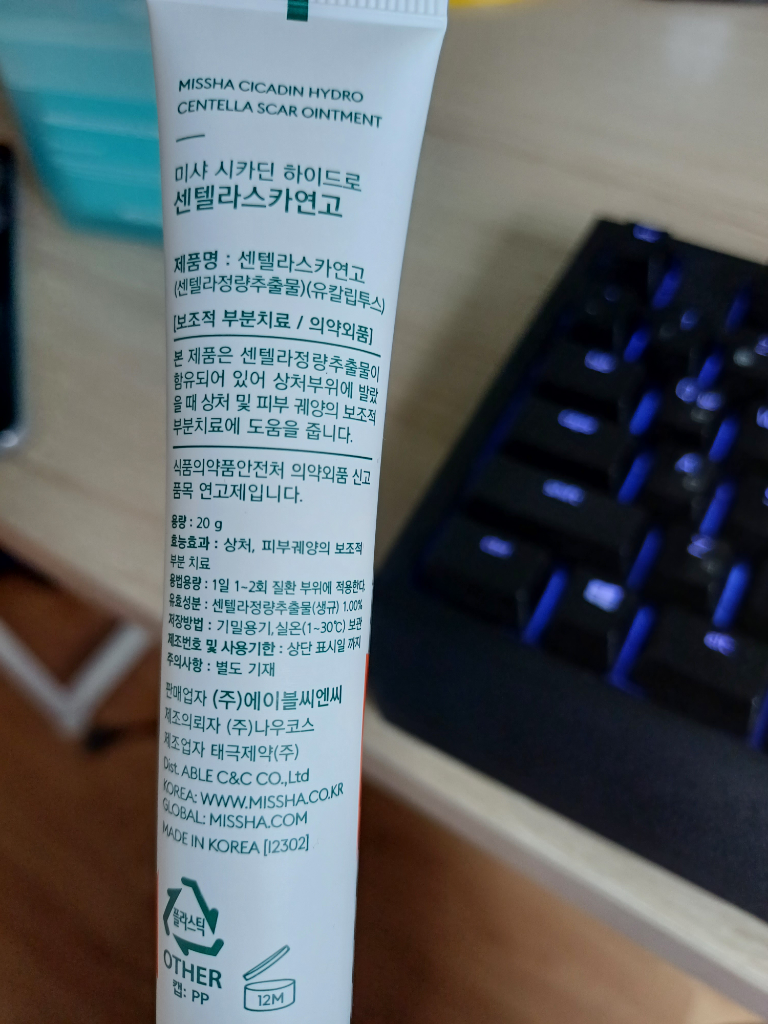 MISSHA CICADIN HYDRO
CENTELLA SCAR OINTMENT
미샤 시카딘 하이드로
센텔라스카연고
제품명 : 센텔라스카연고
(센텔라정량추출물)(유칼립투스)
[보조적 부분치료 / 의약외품]
본 제품은 센텔라정량추출물이
함유되어 있어 상처부위에 발랐
을 때 상처 및 피부 궤양의 보조적
부분치료에 도움을 줍니다.
식품의약품안전처 의약외품 신고
품목 연고제입니다.
용량 : 20 g
효능효과 : 상처, 피부궤양의 보조적
부분 치료
용법용량 : 1일 1~2회 질환 부위에 적용한다.
유효성분 : 센텔라정량추출물(생규) 1.00%
저장방법 : 기밀용기,실온(1~30℃) 보관
제조번호 및 사용기한 : 상단 표시일 까지
주의사항 : 별도 기재
판매업자 (주)에이블씨엔씨
제조의뢰자 (주)나우코스
제조업자 태극제약(주)
Dist. ABLE C&C CO.,Ltd
KOREA: WWW.MISSHA.CO.KR
GLOBAL: MISSHA.COM
MADE IN KOREA [I2302]
플라스틱
OTHER
캡: PP
12M